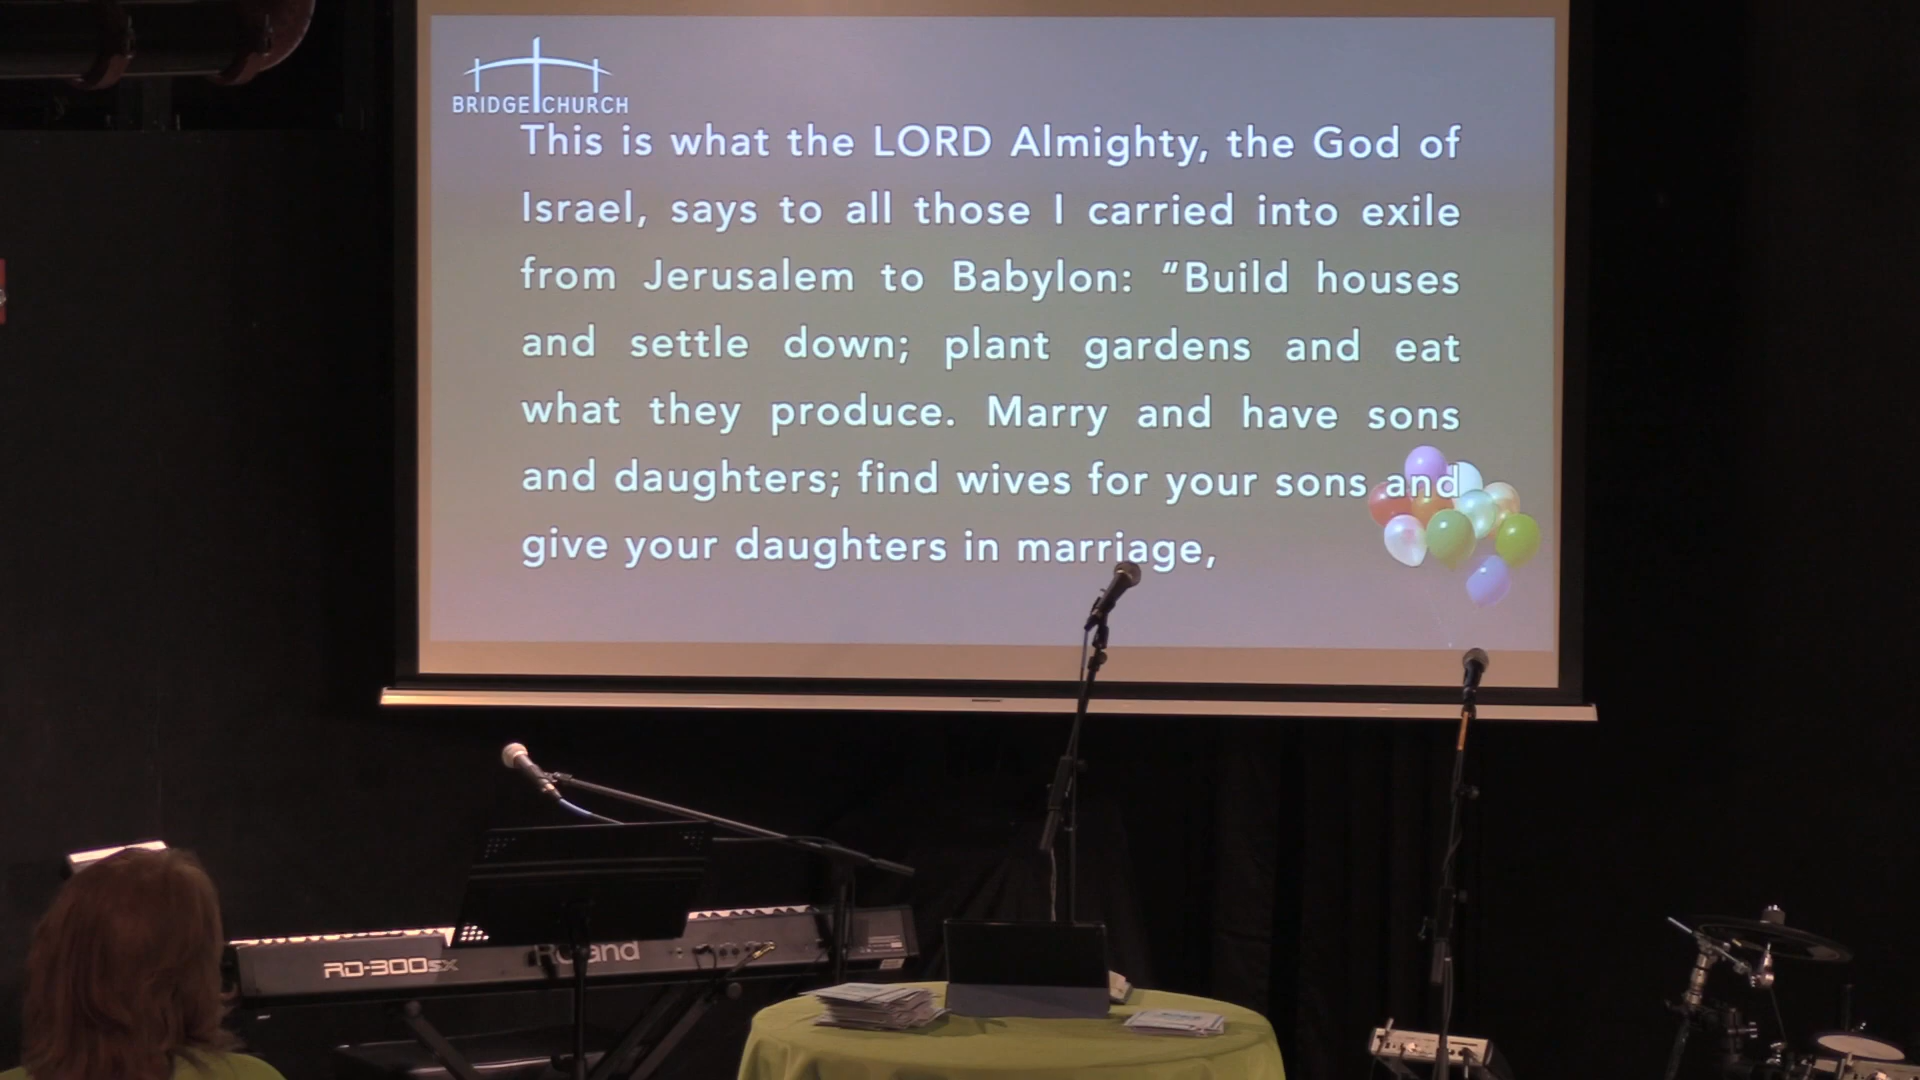 BRIDGE CHURCH
This is what the LORD Almighty, the God of
Israel, says to all those I carried into exile
from Jerusalem to Babylon: “Build houses
and settle down; plant gardens and eat
what they produce. Marry and have sons
and daughters; find wives for your sons and
give your daughters in marriage,
RD-300SX
Roland